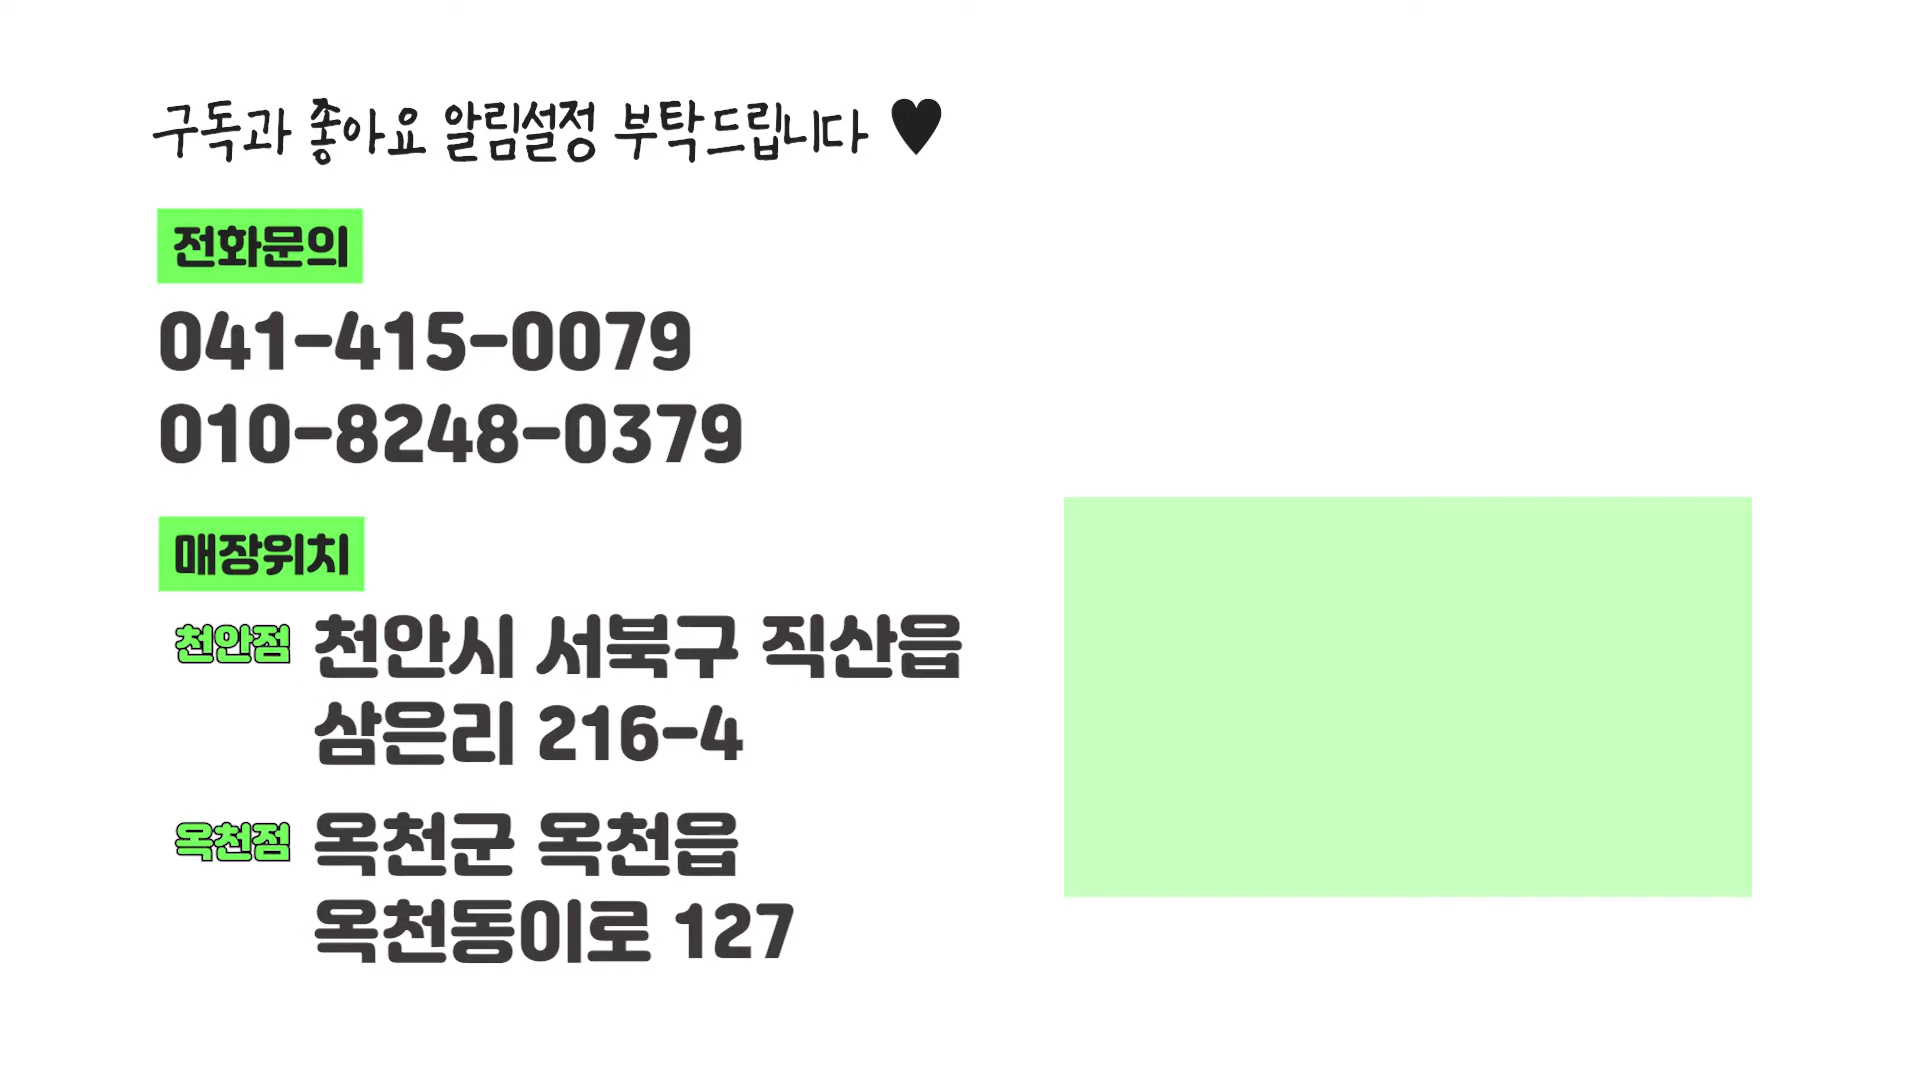 구독과 좋아요 알림설정 부탁드립니다 ♥
전화문의
041-415-0079
010-8248-0379
매장위치
천안점 천안시 서북구 직산읍
삼은리 216-4
옥천점 옥천군 옥천읍
옥천동이로 127